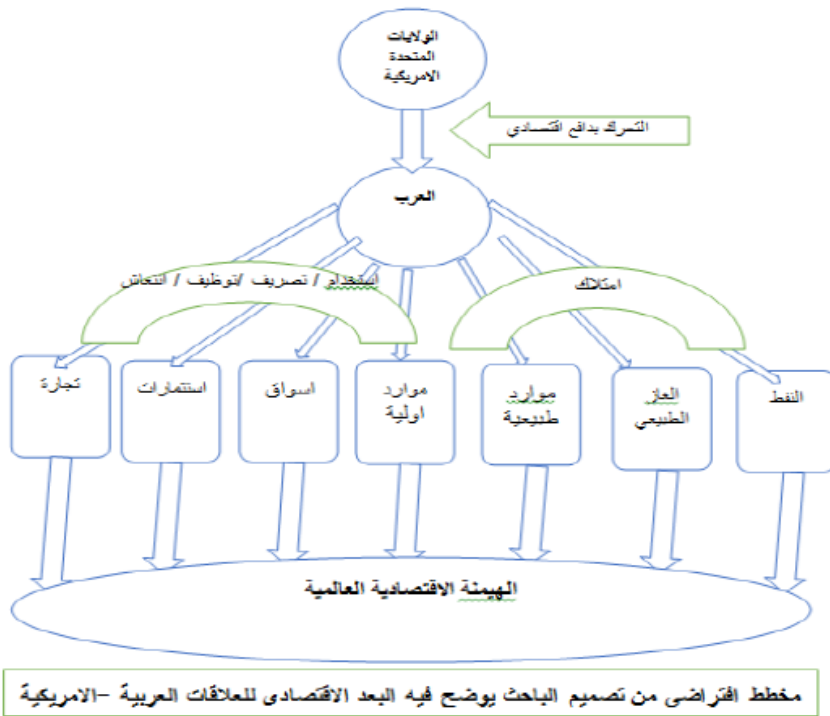 الولايات
المتحدة
الامريكية
التحرك بدافع اقتصادي
العرب
امتلاك
استخدام / تصريف /توظيف / انتعاش
النفط
الغاز
الطبيعي
موارد
طبيعية
موارد
اولية
اسواق
استثمارات
تجارة
الهيمنة الاقتصادية العالمية
مخطط افتراضي من تصميم الباحث يوضح فيه البعد الاقتصادي للعلاقات العربية –الامريكية